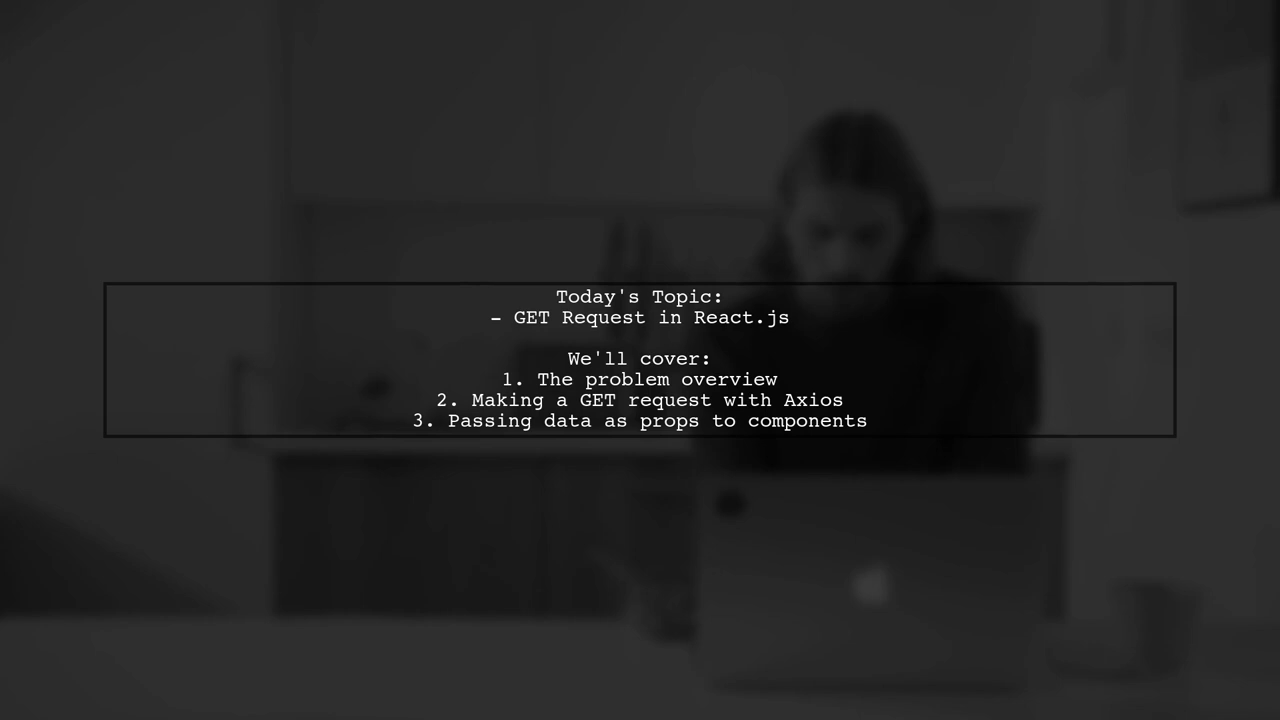 Today's Topic:
- GET Request in React.js
We'll cover:
1. The problem overview
2. Making a GET request with Axios
3. Passing data as props to components